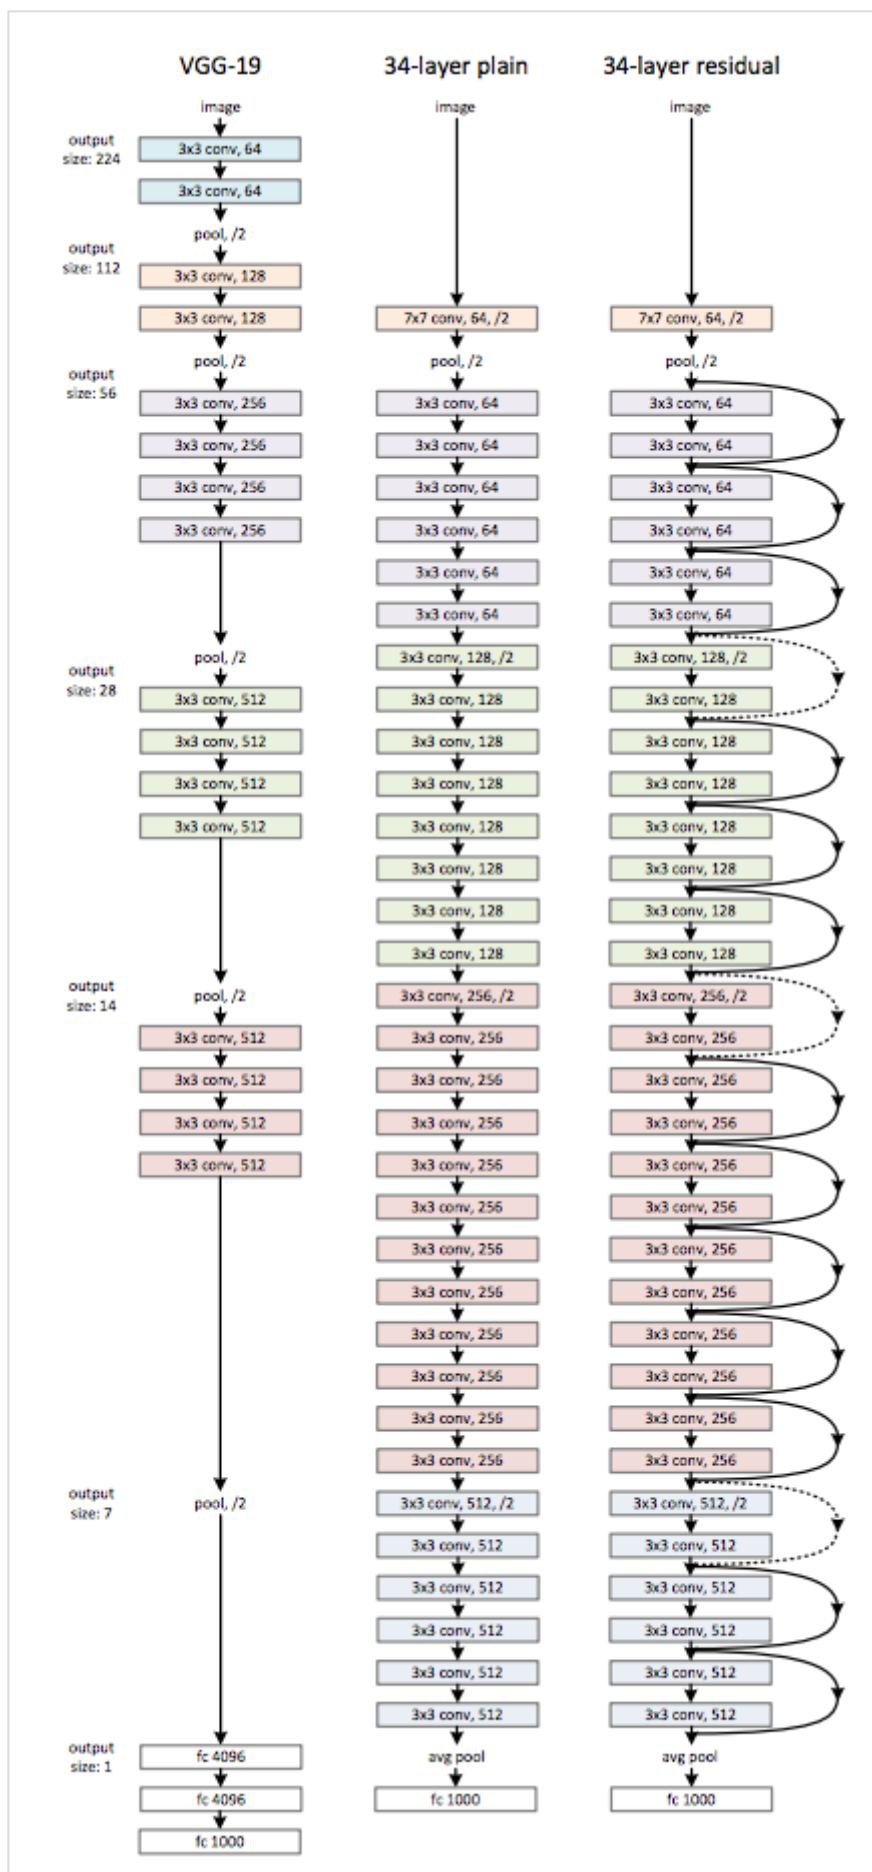 VGG-19
image
output
size: 224
3x3 conv, 64
3x3 conv, 64
pool, /2
output
size: 112
3x3 conv, 128
3x3 conv, 128
pool, /2
output
size: 56
3x3 conv, 256
3x3 conv, 256
3x3 conv, 256
3x3 conv, 256
pool, /2
output
size: 28
3x3 conv, 512
3x3 conv, 512
3x3 conv, 512
3x3 conv, 512
pool, /2
output
size: 14
3x3 conv, 512
3x3 conv, 512
3x3 conv, 512
3x3 conv, 512
pool, /2
output
size: 7
output
size: 1
fc 4096
fc 4096
fc 1000
34-layer plain
image
7x7 conv, 64, /2
pool, /2
3x3 conv, 64
3x3 conv, 64
3x3 conv, 64
3x3 conv, 64
3x3 conv, 64
3x3 conv, 64
3x3 conv, 128, /2
3x3 conv, 128
3x3 conv, 128
3x3 conv, 128
3x3 conv, 128
3x3 conv, 128
3x3 conv, 128
3x3 conv, 128
3x3 conv, 256, /2
3x3 conv, 256
3x3 conv, 256
3x3 conv, 256
3x3 conv, 256
3x3 conv, 256
3x3 conv, 256
3x3 conv, 256
3x3 conv, 256
3x3 conv, 256
3x3 conv, 256
3x3 conv, 256
3x3 conv, 512, /2
3x3 conv, 512
3x3 conv, 512
3x3 conv, 512
3x3 conv, 512
3x3 conv, 512
avg pool
fc 1000
34-layer residual
image
7x7 conv, 64, /2
pool, /2
3x3 conv, 64
3x3 conv, 64
3x3 conv, 64
3x3 conv, 64
3x3 conv, 64
3x3 conv, 64
3x3 conv, 128, /2
3x3 conv, 128
3x3 conv, 128
3x3 conv, 128
3x3 conv, 128
3x3 conv, 128
3x3 conv, 128
3x3 conv, 128
3x3 conv, 256, /2
3x3 conv, 256
3x3 conv, 256
3x3 conv, 256
3x3 conv, 256
3x3 conv, 256
3x3 conv, 256
3x3 conv, 256
3x3 conv, 256
3x3 conv, 256
3x3 conv, 256
3x3 conv, 256
3x3 conv, 512, /2
3x3 conv, 512
3x3 conv, 512
3x3 conv, 512
3x3 conv, 512
3x3 conv, 512
avg pool
fc 1000